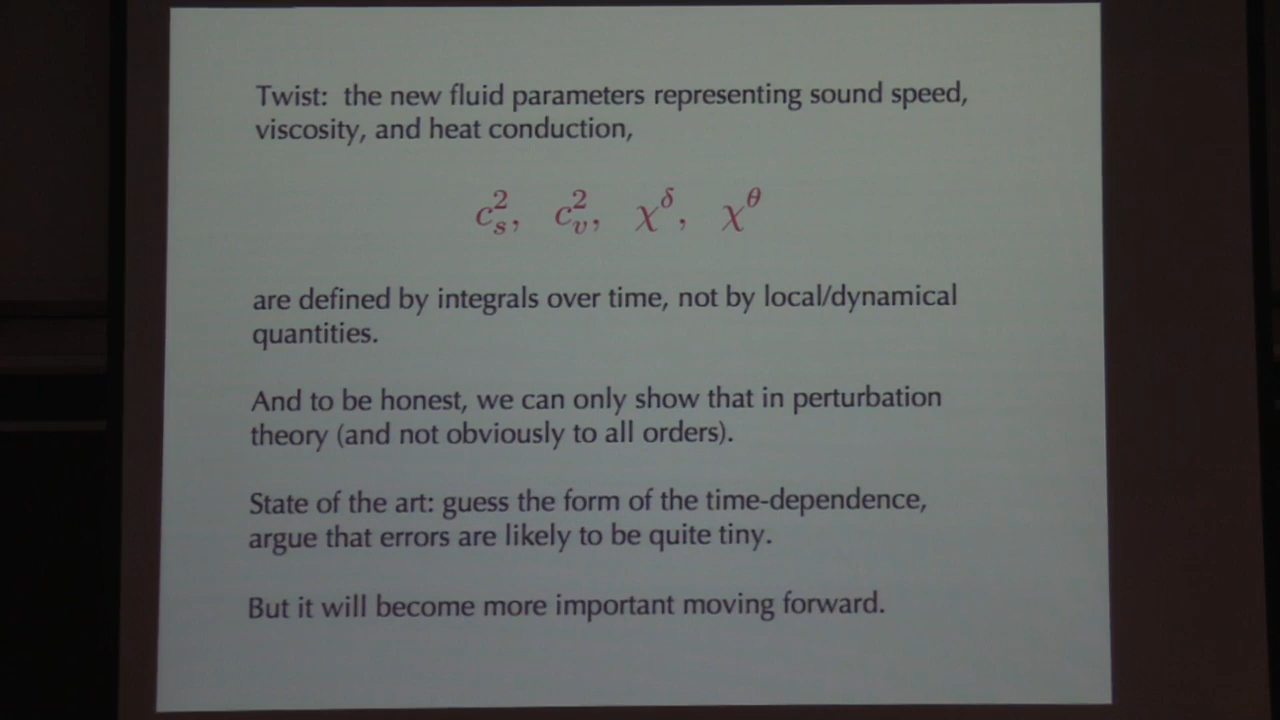 Twist: the new fluid parameters representing sound speed,
viscosity, and heat conduction,
c_s^2, c_v^2, χ^δ, χ^θ
are defined by integrals over time, not by local/dynamical
quantities.
And to be honest, we can only show that in perturbation
theory (and not obviously to all orders).
State of the art: guess the form of the time-dependence,
argue that errors are likely to be quite tiny.
But it will become more important moving forward.